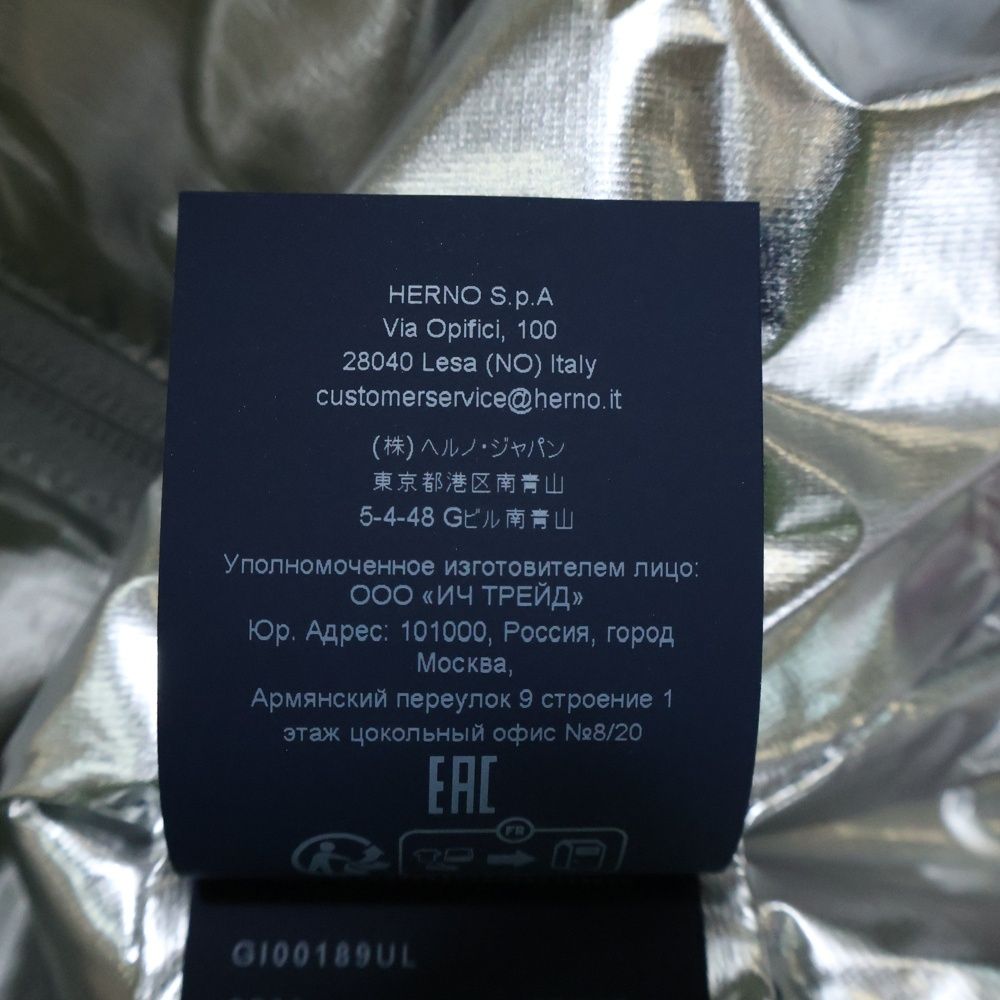 HERNO S.p.A
Via Opifici, 100
28040 Lesa (NO) Italy
customerservice@herno.it
(株)ヘルノ・ジャパン
東京都港区南青山
5-4-48 Gビル南青山
Уполномоченное изготовителем лицо:
ООО «ИЧ ТРЕЙД»
Юр. Адрес: 101000, Россия, город
Москва,
Армянский переулок 9 строение 1
этаж цокольный офис №8/20
EAC
FR
GI00189UL